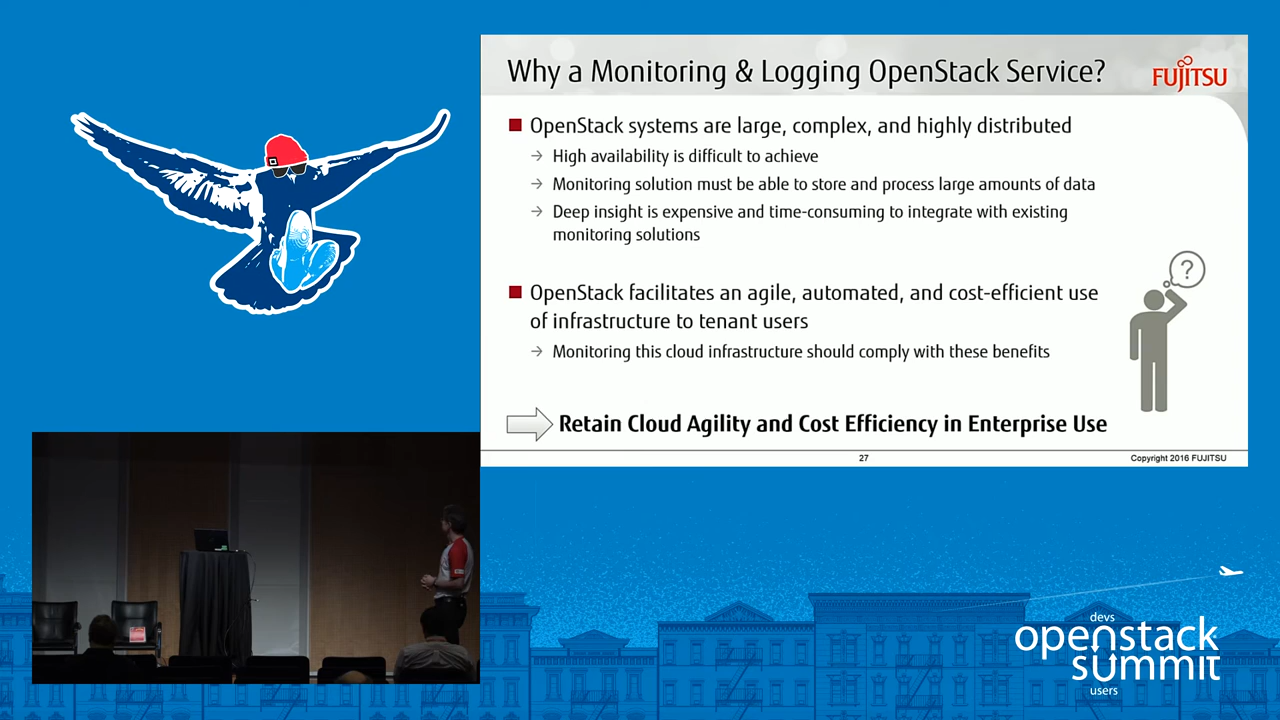 Why a Monitoring & Logging OpenStack Service?
FUJITSU
OpenStack systems are large, complex, and highly distributed
→ High availability is difficult to achieve
→ Monitoring solution must be able to store and process large amounts of data
→ Deep insight is expensive and time-consuming to integrate with existing
monitoring solutions
OpenStack facilitates an agile, automated, and cost-efficient use
of infrastructure to tenant users
→ Monitoring this cloud infrastructure should comply with these benefits
?
Retain Cloud Agility and Cost Efficiency in Enterprise Use
27
Copyright 2016 FUJITSU
devs
openstack
summit
users